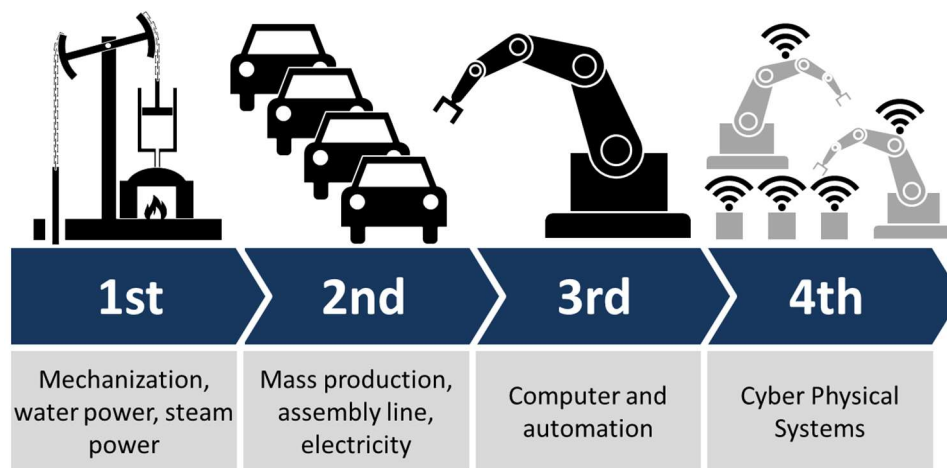 1st
2nd
3rd
4th
Mechanization,
water power, steam
power
Mass production,
assembly line,
electricity
Computer and
automation
Cyber Physical
Systems